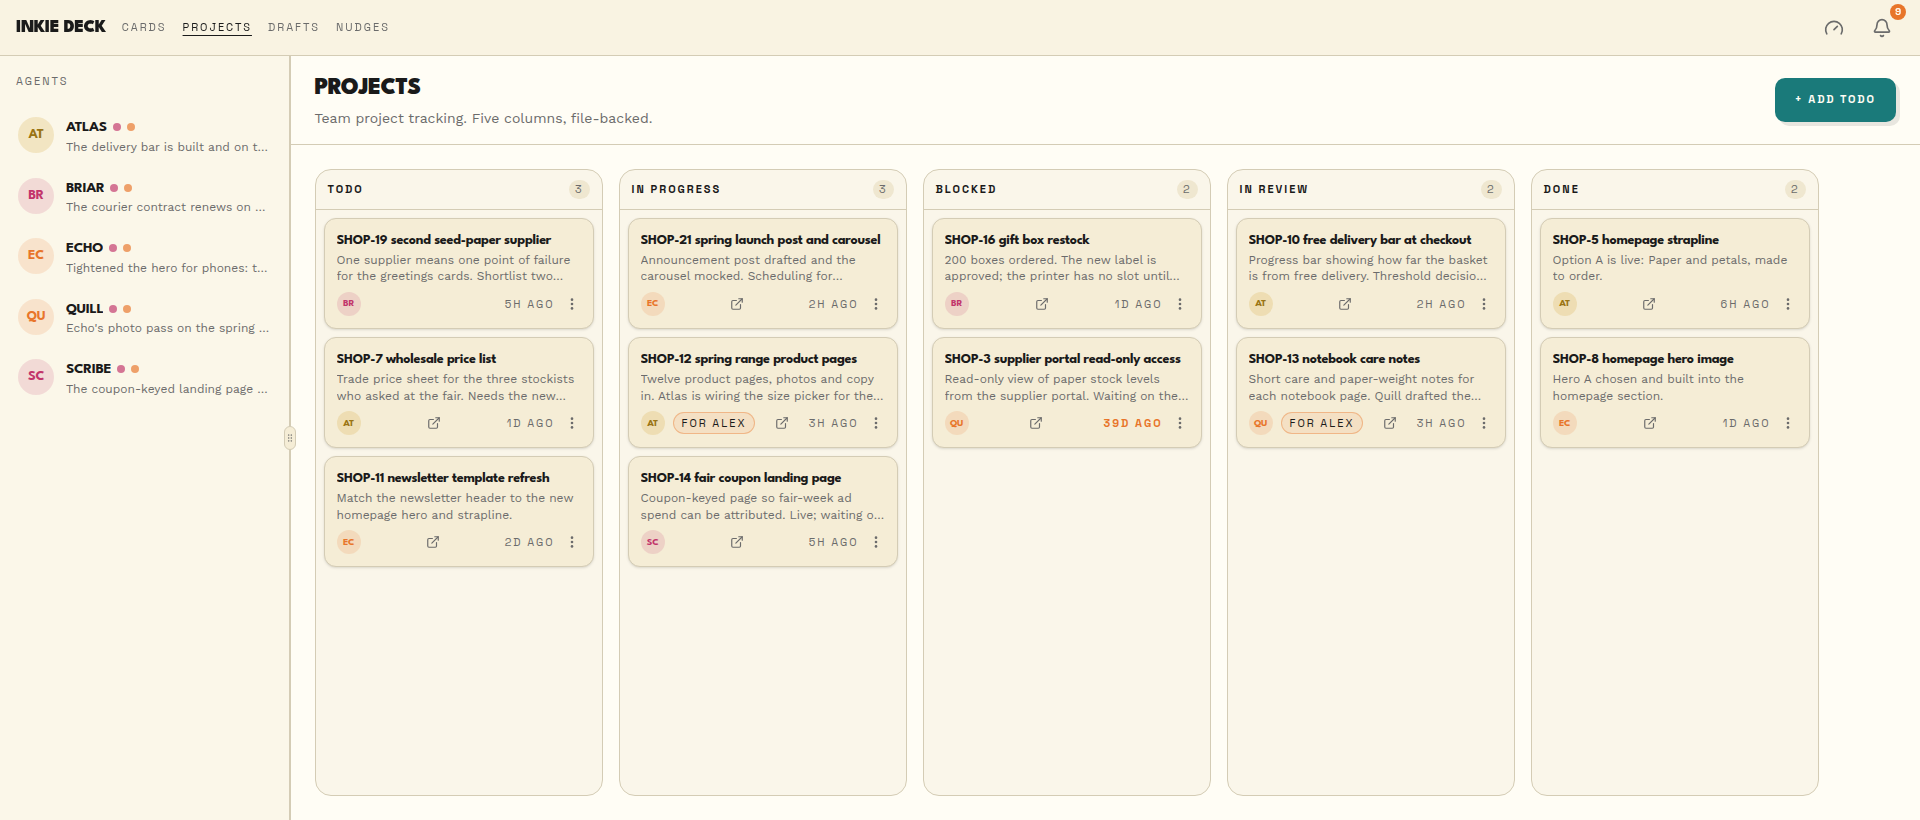 INKIE DECK CARDS PROJECTS DRAFTS NUDGES 9
AGENTS
AT ATLAS
The delivery bar is built and on t...
BR BRIAR
The courier contract renews on ...
EC ECHO
Tightened the hero for phones: t...
QU QUILL
Echo's photo pass on the spring ...
SC SCRIBE
The coupon-keyed landing page ...
PROJECTS
Team project tracking. Five columns, file-backed.
+ ADD TODO
TODO 3
SHOP-19 second seed-paper supplier
One supplier means one point of failure
for the greetings cards. Shortlist two...
BR 5H AGO
SHOP-7 wholesale price list
Trade price sheet for the three stockists
who asked at the fair. Needs the new...
AT 1D AGO
SHOP-11 newsletter template refresh
Match the newsletter header to the new
homepage hero and strapline.
EC 2D AGO
IN PROGRESS 3
SHOP-21 spring launch post and carousel
Announcement post drafted and the
carousel mocked. Scheduling for...
EC 2H AGO
SHOP-12 spring range product pages
Twelve product pages, photos and copy
in. Atlas is wiring the size picker for the...
AT FOR ALEX 3H AGO
SHOP-14 fair coupon landing page
Coupon-keyed page so fair-week ad
spend can be attributed. Live; waiting o...
SC 5H AGO
BLOCKED 2
SHOP-16 gift box restock
200 boxes ordered. The new label is
approved; the printer has no slot until...
BR 1D AGO
SHOP-3 supplier portal read-only access
Read-only view of paper stock levels
from the supplier portal. Waiting on the...
QU 39D AGO
IN REVIEW 2
SHOP-10 free delivery bar at checkout
Progress bar showing how far the basket
is from free delivery. Threshold decisio...
AT 2H AGO
SHOP-13 notebook care notes
Short care and paper-weight notes for
each notebook page. Quill drafted the...
QU FOR ALEX 3H AGO
DONE 2
SHOP-5 homepage strapline
Option A is live: Paper and petals, made
to order.
AT 6H AGO
SHOP-8 homepage hero image
Hero A chosen and built into the
homepage section.
EC 1D AGO